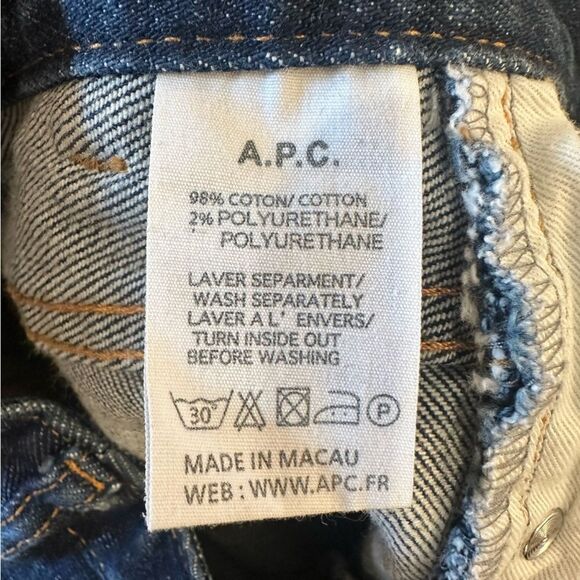 A.P.C.
98% COTON/ COTTON
2% POLYURETHANE/
POLYURETHANE
LAVER SEPARMENT/
WASH SEPARATELY
LAVER A L' ENVERS/
TURN INSIDE OUT
BEFORE WASHING
30° P
MADE IN MACAU
WEB : WWW.APC.FR